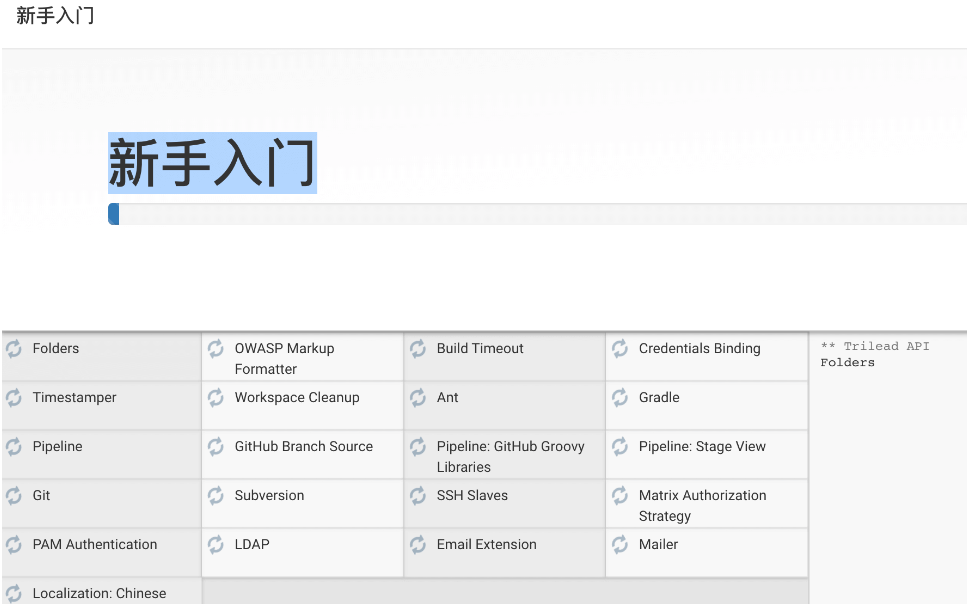 新手入门
新手入门
Folders
OWASP Markup
Formatter
Build Timeout
Credentials Binding
** Trilead API
Folders
Timestamper
Workspace Cleanup
Ant
Gradle
Pipeline
GitHub Branch Source
Pipeline: GitHub Groovy
Libraries
Pipeline: Stage View
Git
Subversion
SSH Slaves
Matrix Authorization
Strategy
PAM Authentication
LDAP
Email Extension
Mailer
Localization: Chinese